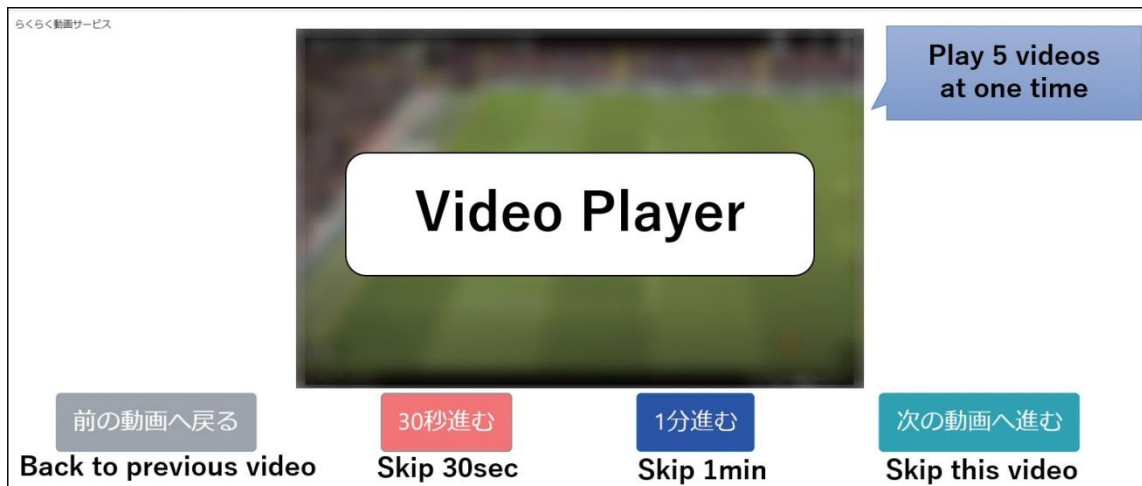 らくらく動画サービス
Play 5 videos
at one time
Video Player
前の動画へ戻る
30秒進む
1分進む
次の動画へ進む
Back to previous video
Skip 30sec
Skip 1min
Skip this video